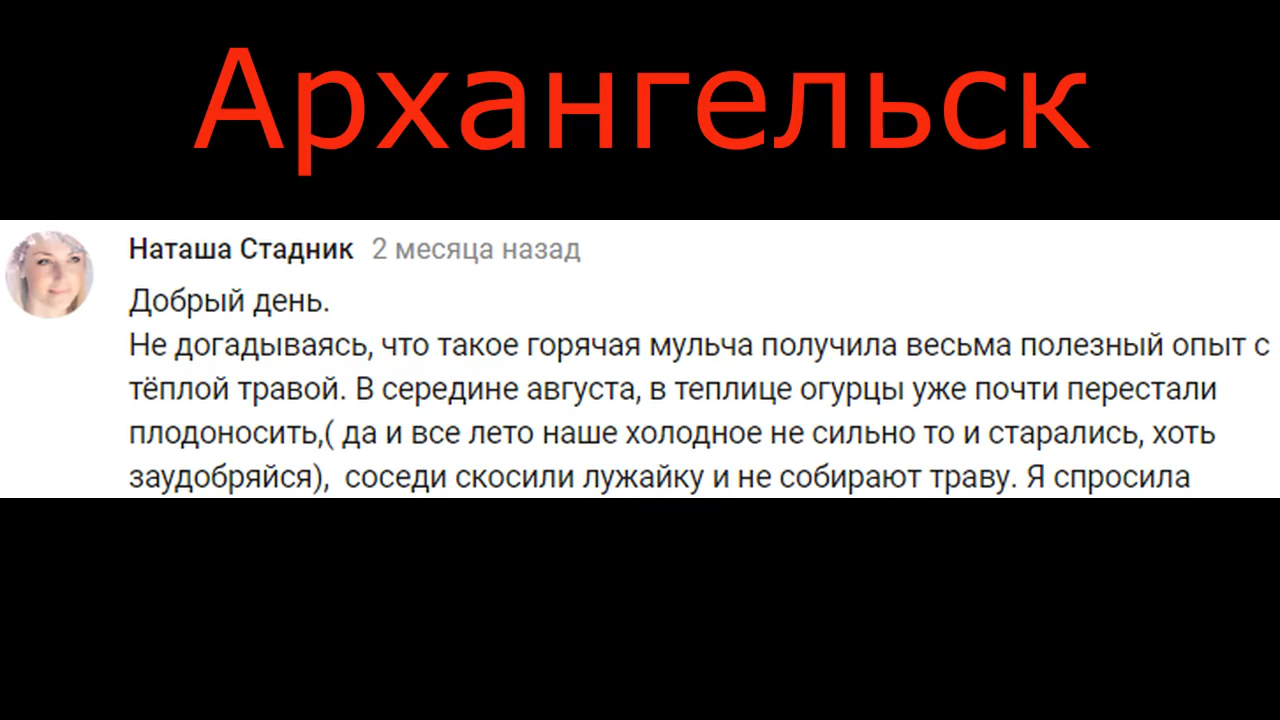 Архангельск
Наташа Стадник 2 месяца назад
Добрый день.
Не догадываясь, что такое горячая мульча получила весьма полезный опыт с
тёплой травой. В середине августа, в теплице огурцы уже почти перестали
плодоносить,( да и все лето наше холодное не сильно то и старались, хоть
заудобряйся), соседи скосили лужайку и не собирают траву. Я спросила